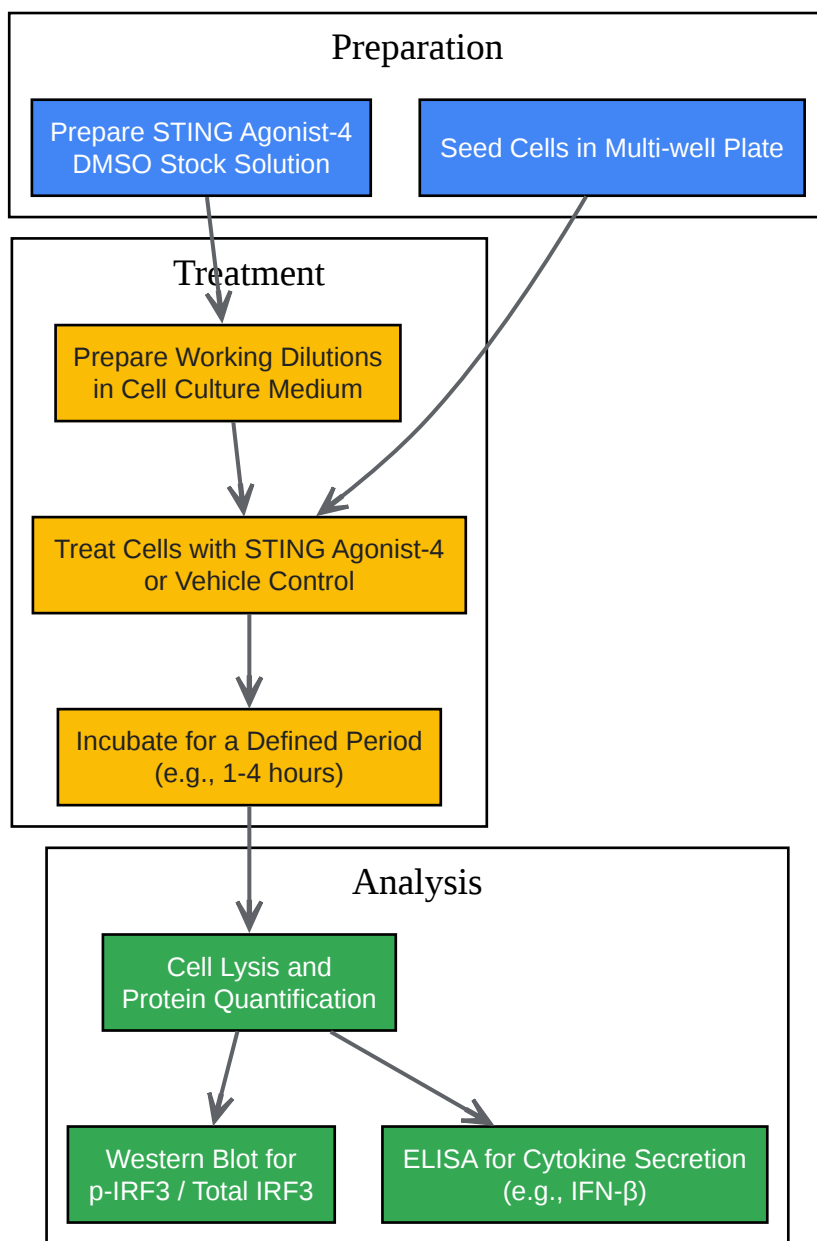 Preparation
Prepare STING Agonist-4
DMSO Stock Solution
Seed Cells in Multi-well Plate
Treatment
Prepare Working Dilutions
in Cell Culture Medium
Treat Cells with STING Agonist-4
or Vehicle Control
Incubate for a Defined Period
(e.g., 1-4 hours)
Analysis
Cell Lysis and
Protein Quantification
Western Blot for
p-IRF3 / Total IRF3
ELISA for Cytokine Secretion
(e.g., IFN-β)